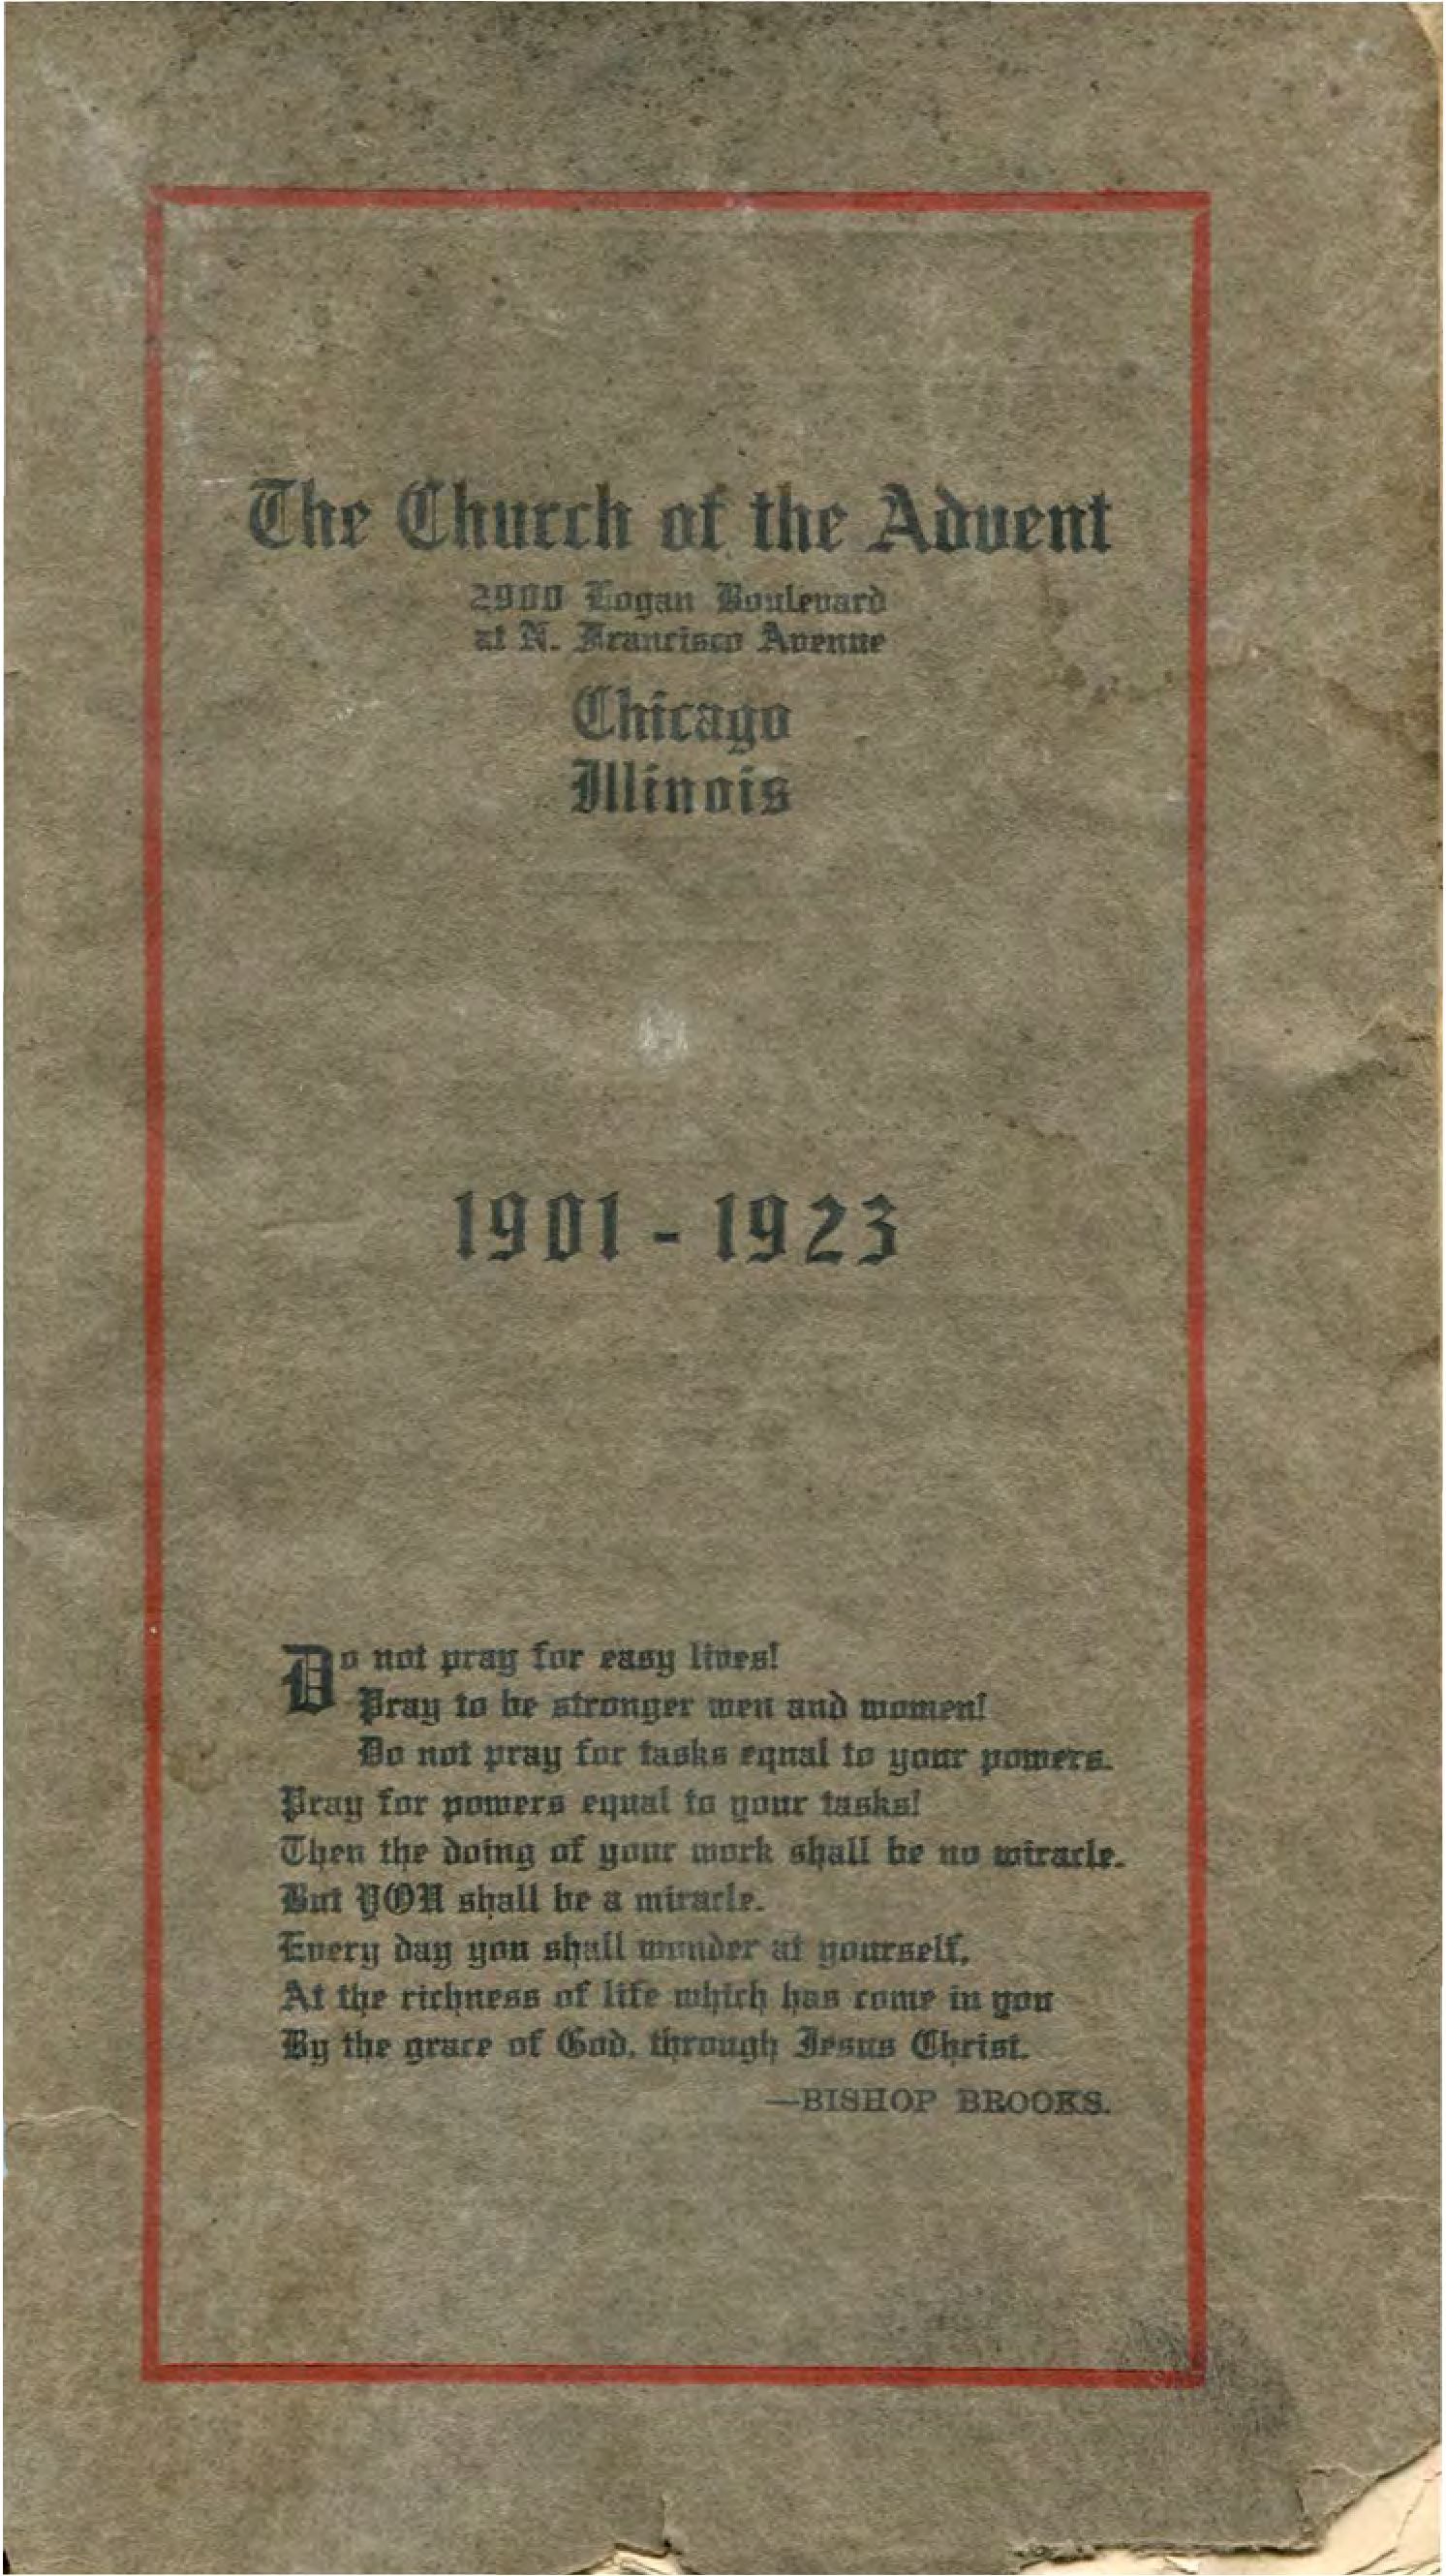 The Church of the Advent
2900 Logan Boulevard
at N. Francisco Avenue
Chicago
Illinois
1901 - 1923
Do not pray for easy lives!
Pray to be stronger men and women!
Do not pray for tasks equal to your powers.
Pray for powers equal to your tasks!
Then the doing of your work shall be no miracle.
But YOU shall be a miracle.
Every day you shall wonder at yourself,
At the richness of life which has come in you
By the grace of God, through Jesus Christ.
—BISHOP BROOKS.